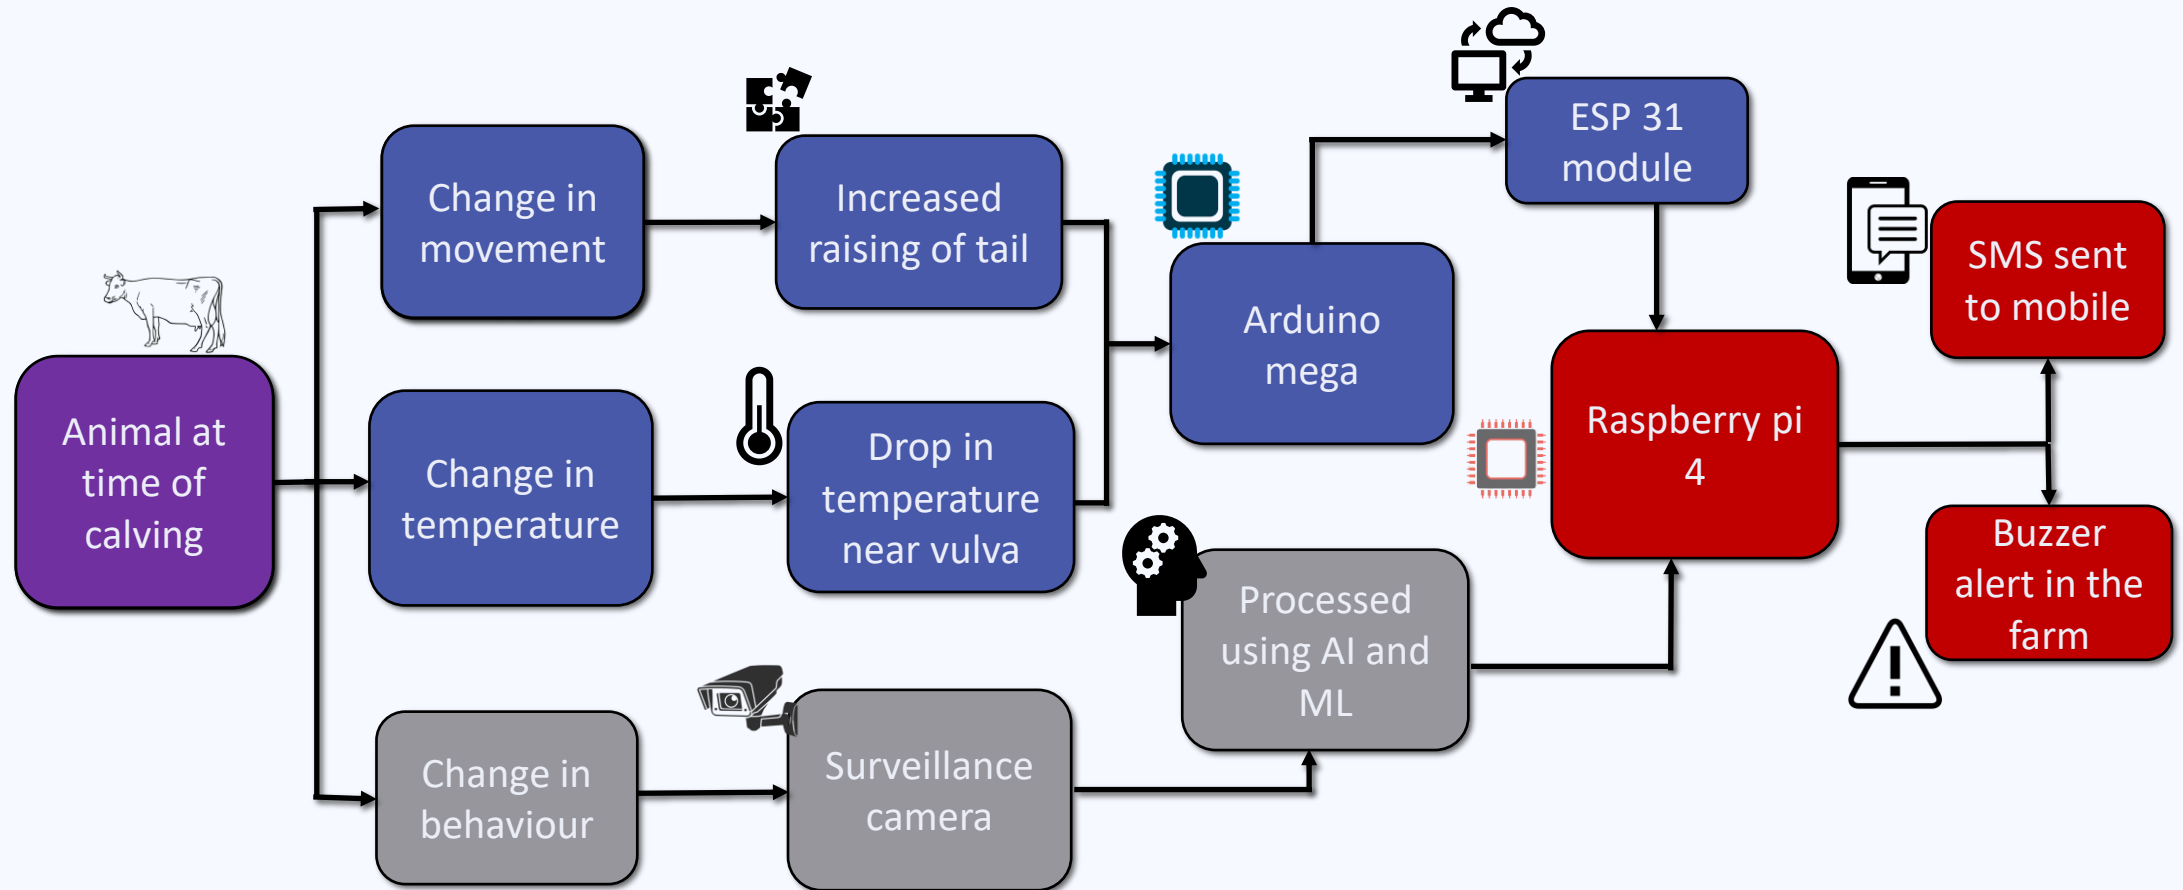 Animal at
time of
calving
Change in
movement
Increased
raising of tail
Change in
temperature
Drop in
temperature
near vulva
Change in
behaviour
Surveillance
camera
Arduino
mega
Processed
using AI and
ML
ESP 31
module
Raspberry pi
4
SMS sent
to mobile
Buzzer
alert in the
farm